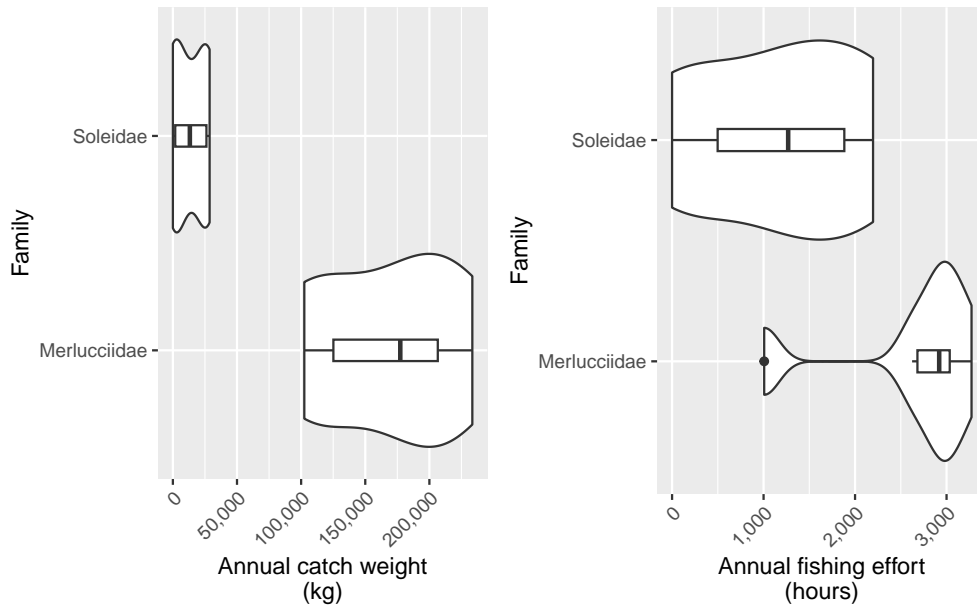 Family
Soleidae
Merlucciidae
0
50,000
100,000
150,000
200,000
Annual catch weight
(kg)
Family
Soleidae
Merlucciidae
0
1,000
2,000
3,000
Annual fishing effort
(hours)